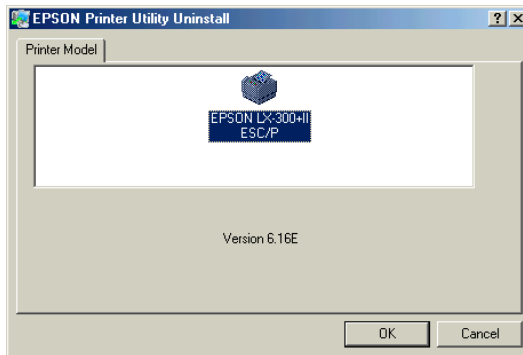 EPSON Printer Utility Uninstall
Printer Model
EPSON LX-300+II
ESC/P
Version 6.16E
OK Cancel